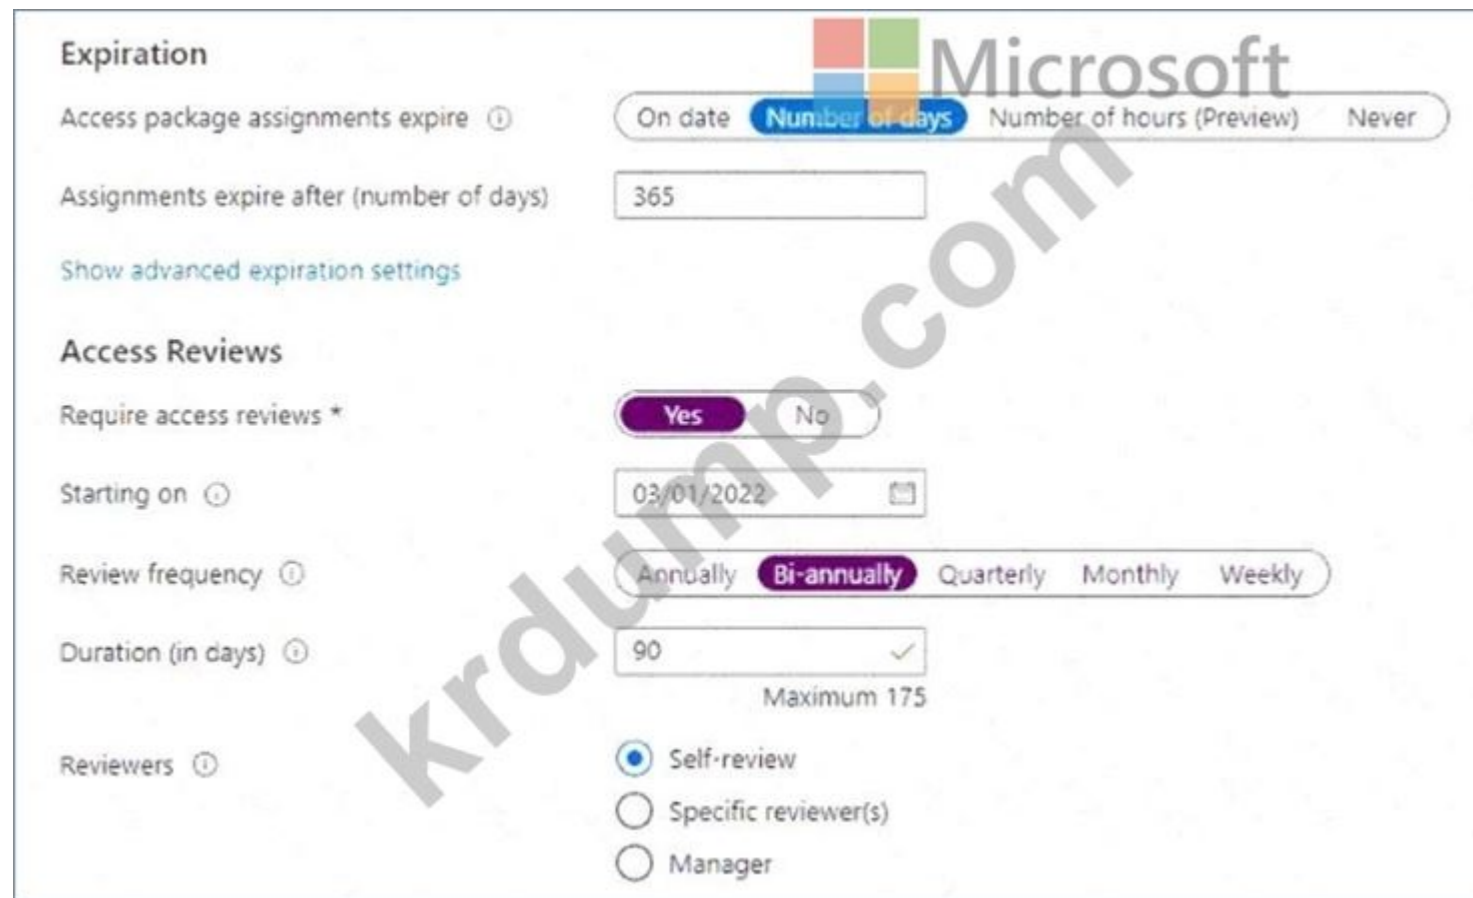 Microsoft
Expiration
Access package assignments expire On date Number of days Number of hours (Preview) Never
Assignments expire after (number of days) 365
Show advanced expiration settings
Access Reviews
Require access reviews * Yes No
Starting on 03/01/2022
Review frequency Annually Bi-annually Quarterly Monthly Weekly
Duration (in days) 90
Maximum 175
Reviewers Self-review
Specific reviewer(s)
Manager
krdump.com